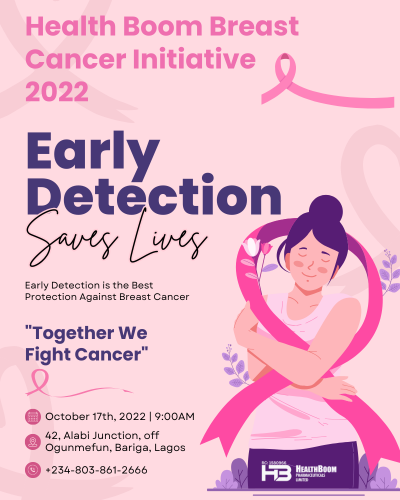 Health Boom Breast
Cancer Initiative
2022
Early
Detection
Saves Lives
Early Detection is the Best
Protection Against Breast Cancer
"Together We
Fight Cancer"
October 17th, 2022 | 9:00AM
42, Alabi Junction, off
Ogunmefun, Bariga, Lagos
+234-803-861-2666
HB HEALTHBOOM
PHARMACEUTICALS
LIMITED